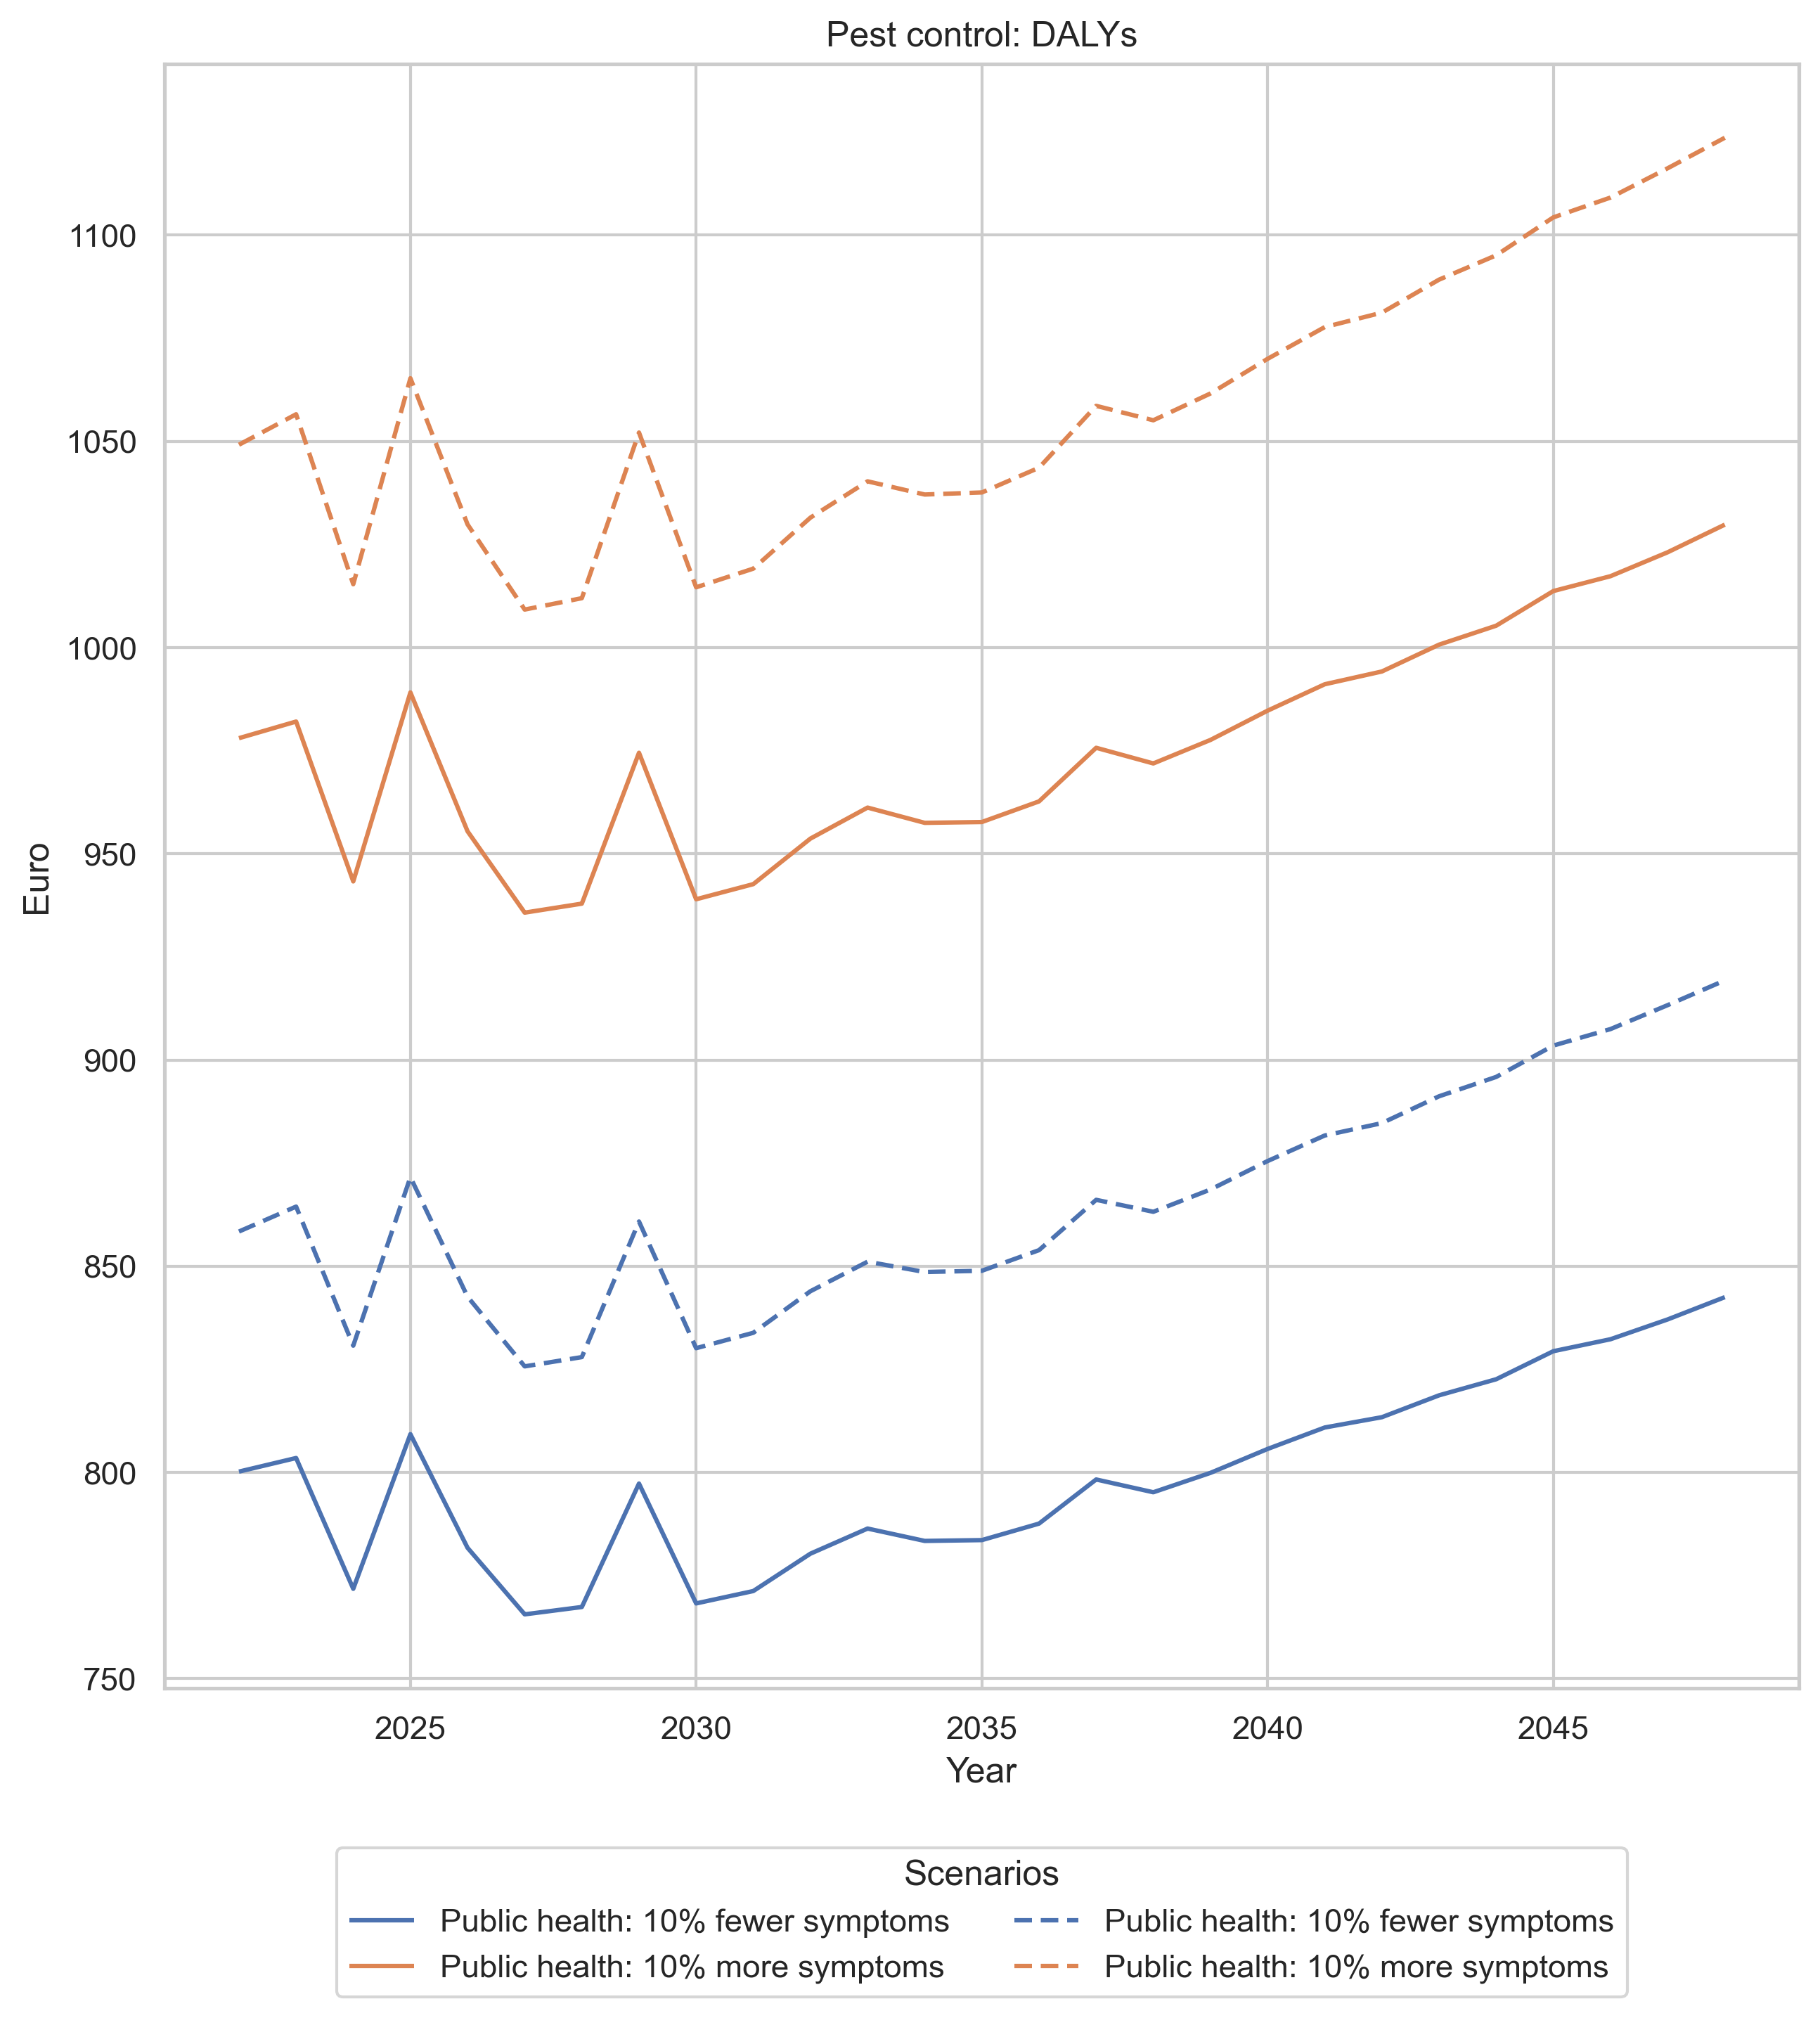 Pest control: DALYs
1100
1050
1000
950
900
850
800
750
Euro
2025 2030 2035 2040 2045
Year
Scenarios
Public health: 10% fewer symptoms Public health: 10% fewer symptoms
Public health: 10% more symptoms Public health: 10% more symptoms